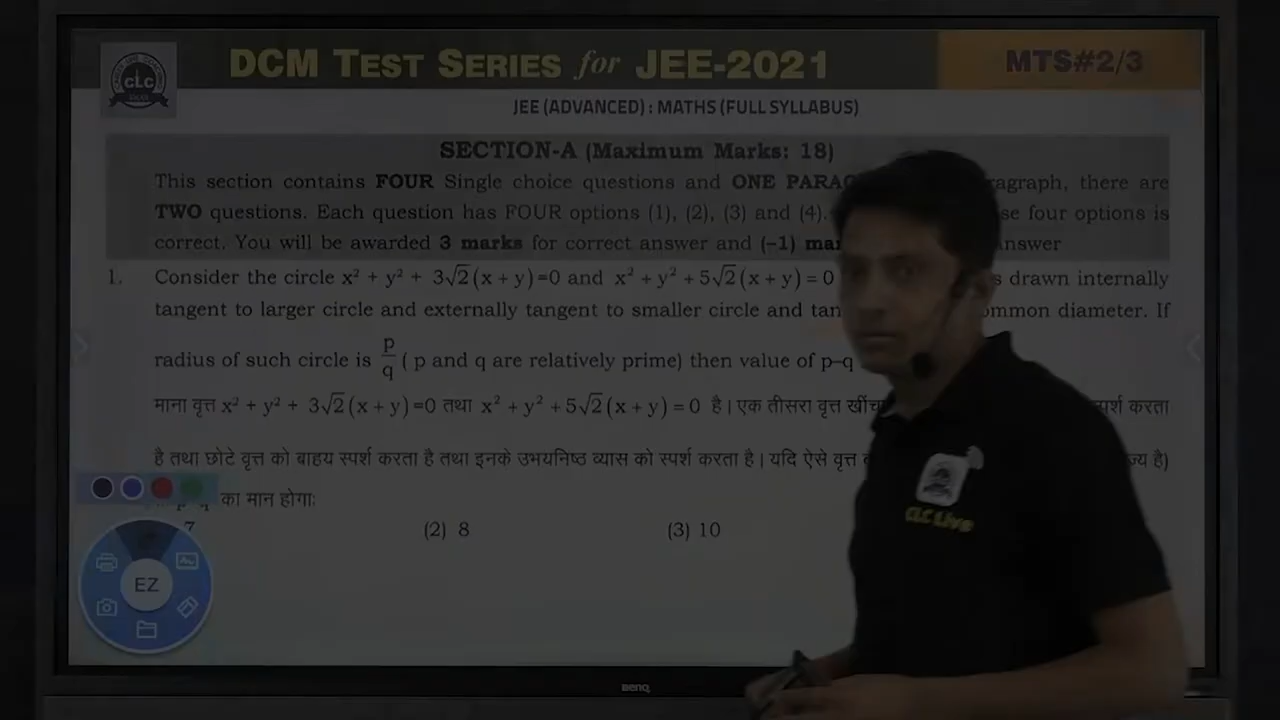 CLC
DCM TEST SERIES for JEE-2021
MTS#2/3
JEE (ADVANCED) : MATHS (FULL SYLLABUS)
SECTION-A (Maximum Marks: 18)
This section contains FOUR Single choice questions and ONE ragraph, there are
TWO questions. Each question has FOUR options (1), (2), (3) and (4). se four options is
correct. You will be awarded 3 marks for correct answer and (–1) nswer
1. Consider the circle x² + y² + 3√2(x + y) =0 and x² + y² + 5√2(x + y) = 0 s drawn internally
tangent to larger circle and externally tangent to smaller circle and mmon diameter. If
radius of such circle is p/q ( p and q are relatively prime) then value of p–q
माना वृत्त x² + y² + 3√2(x + y) =0 तथा x² + y² + 5√2(x + y) = 0 है। एक तीसरा वृत्त करता
है तथा छोटे वृत्त को बाहय स्पर्श करता है तथा इनके उभयनिष्ठ व्यास को स्पर्श करता है। यदि ऐसे वृत्त ज्य है)
का मान होगाः
7 (2) 8 (3) 10
EZ
CLC Live
BenQ